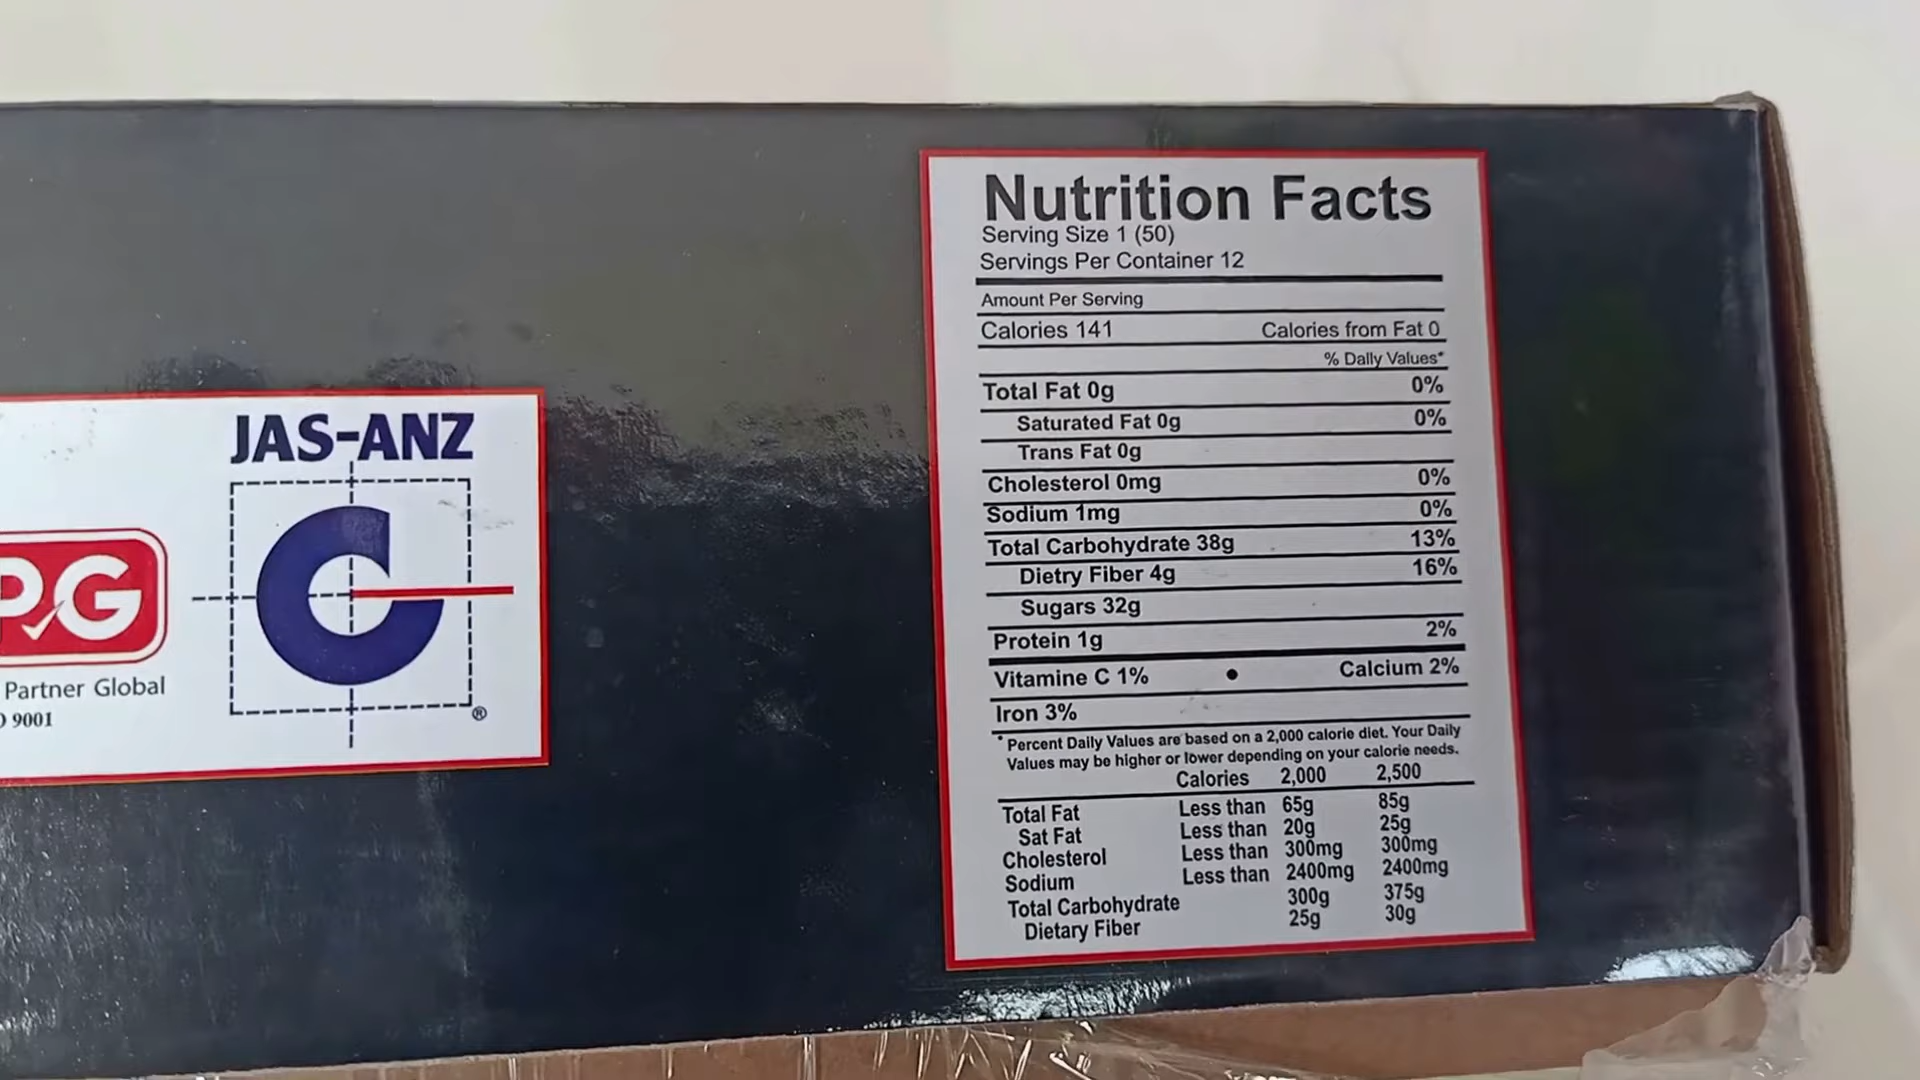 JAS-ANZ
PG
Partner Global
9001
®
Nutrition Facts
Serving Size 1 (50)
Servings Per Container 12
Amount Per Serving
Calories 141 Calories from Fat 0
% Daily Values*
Total Fat 0g 0%
Saturated Fat 0g 0%
Trans Fat 0g
Cholesterol 0mg 0%
Sodium 1mg 0%
Total Carbohydrate 38g 13%
Dietry Fiber 4g 16%
Sugars 32g
Protein 1g 2%
Vitamine C 1% • Calcium 2%
Iron 3%
* Percent Daily Values are based on a 2,000 calorie diet. Your Daily
Values may be higher or lower depending on your calorie needs.
Calories 2,000 2,500
Total Fat Less than 65g 85g
Sat Fat Less than 20g 25g
Cholesterol Less than 300mg 300mg
Sodium Less than 2400mg 2400mg
Total Carbohydrate 300g 375g
Dietary Fiber 25g 30g